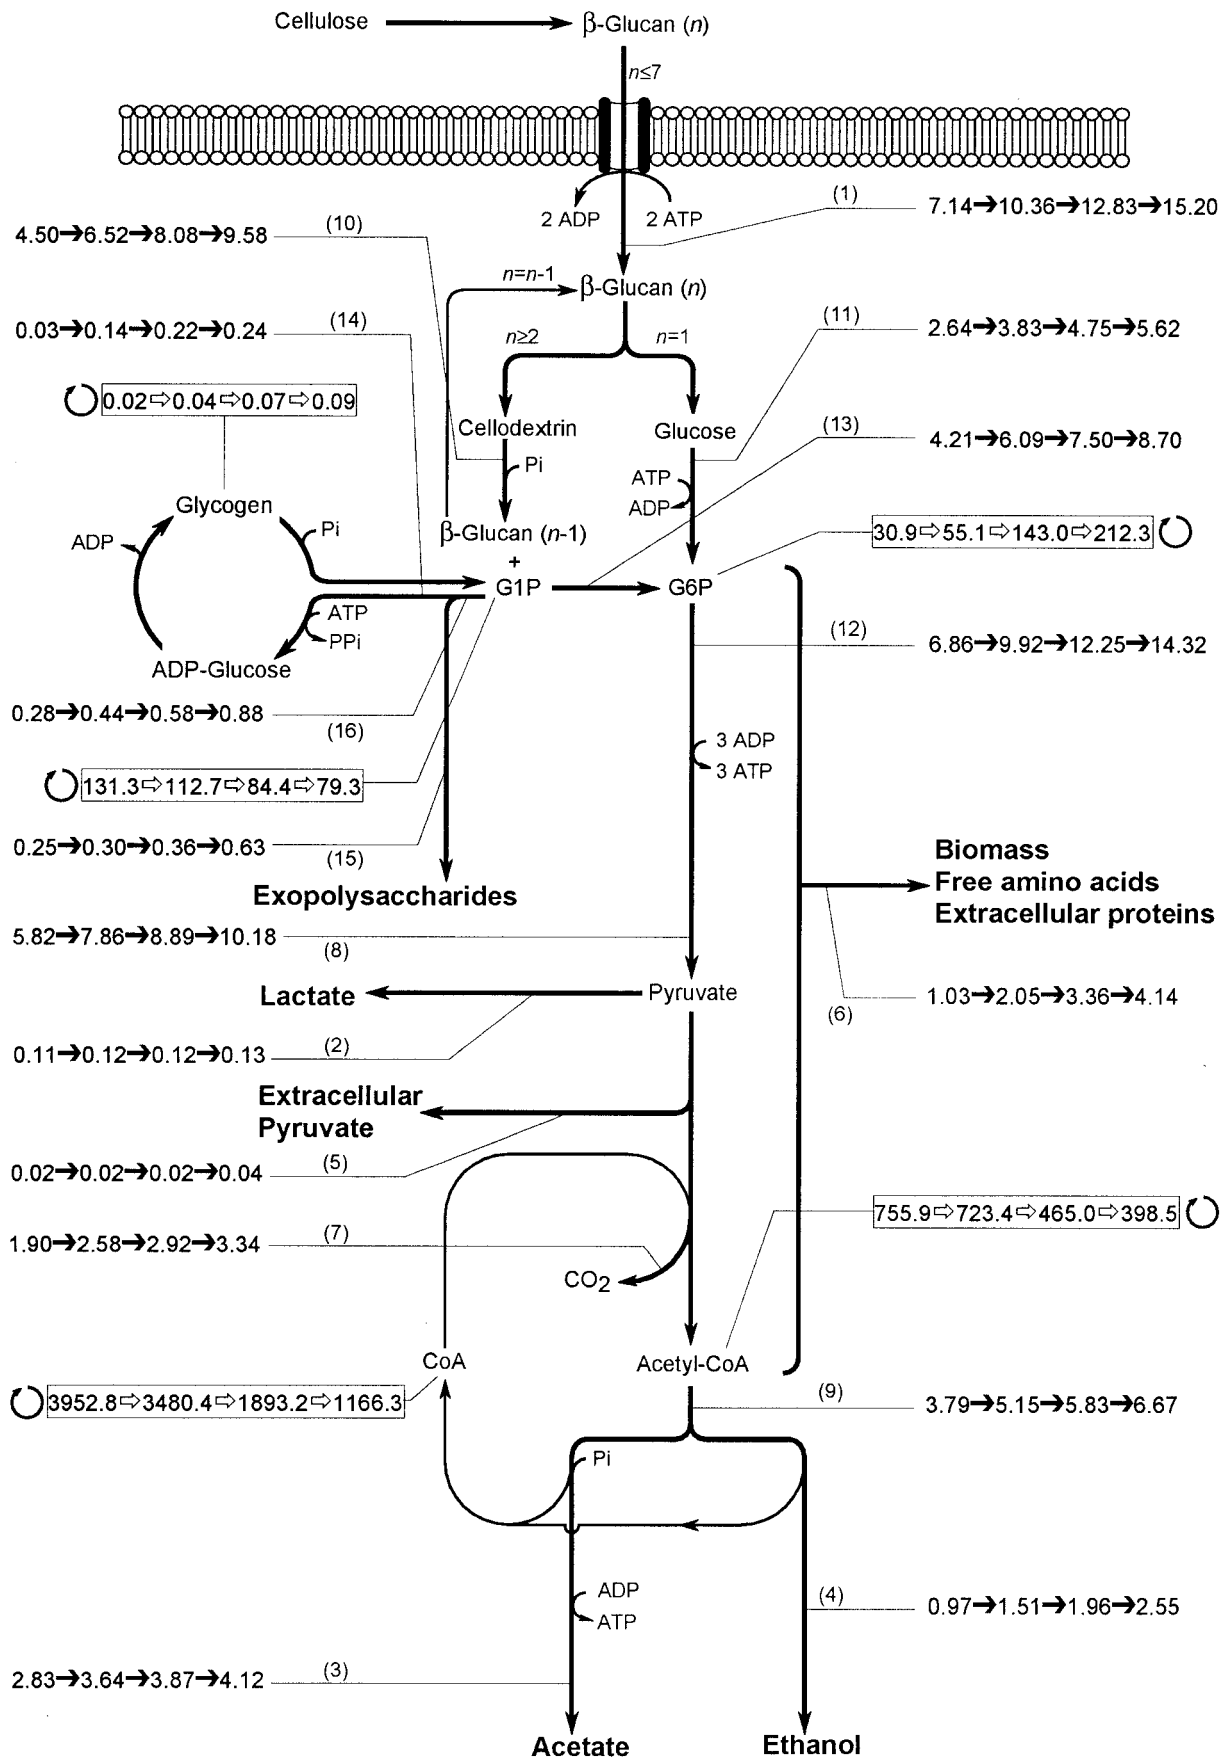 Cellulose
β-Glucan (n)
n≤7
2 ADP
2 ATP
(1)
7.14➔10.36➔12.83➔15.20
4.50➔6.52➔8.08➔9.58
(10)
n=n-1
β-Glucan (n)
0.03➔0.14➔0.22➔0.24
(14)
n≥2
n=1
(11)
2.64➔3.83➔4.75➔5.62
0.02⇨0.04⇨0.07⇨0.09
Cellodextrin
Glucose
(13)
4.21➔6.09➔7.50➔8.70
Pi
ATP
ADP
Glycogen
Pi
ADP
β-Glucan (n-1)
+
G1P
G6P
30.9⇨55.1⇨143.0⇨212.3
ATP
PPi
ADP-Glucose
(12)
6.86➔9.92➔12.25➔14.32
0.28➔0.44➔0.58➔0.88
(16)
3 ADP
3 ATP
131.3⇨112.7⇨84.4⇨79.3
0.25➔0.30➔0.36➔0.63
(15)
Exopolysaccharides
Biomass
Free amino acids
Extracellular proteins
5.82➔7.86➔8.89➔10.18
(8)
Lactate
Pyruvate
1.03➔2.05➔3.36➔4.14
(6)
0.11➔0.12➔0.12➔0.13
(2)
Extracellular
Pyruvate
0.02➔0.02➔0.02➔0.04
(5)
755.9⇨723.4⇨465.0⇨398.5
1.90➔2.58➔2.92➔3.34
(7)
CO2
CoA
Acetyl-CoA
3952.8⇨3480.4⇨1893.2⇨1166.3
(9)
3.79➔5.15➔5.83➔6.67
Pi
ADP
ATP
(4)
0.97➔1.51➔1.96➔2.55
2.83➔3.64➔3.87➔4.12
(3)
Acetate
Ethanol